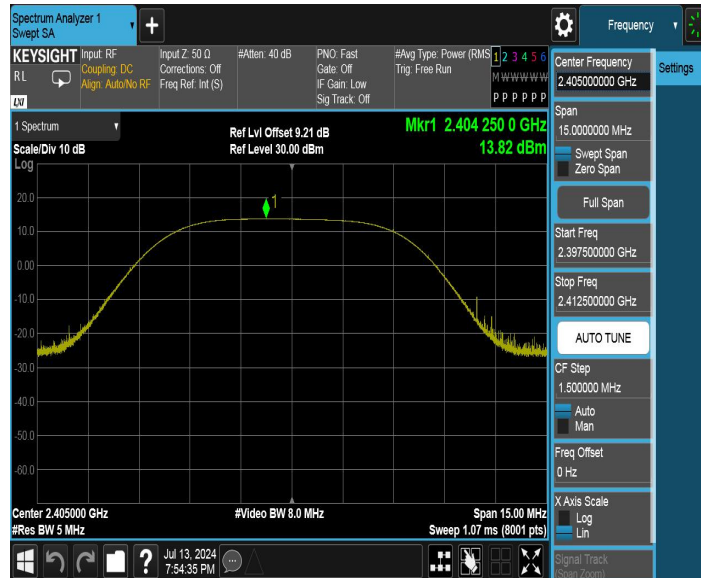 Spectrum Analyzer 1
Swept SA
+
Frequency
KEYSIGHT
RL
LXI
Input: RF
Coupling: DC
Align: Auto/No RF
Input Z: 50 Ω
Corrections: Off
Freq Ref: Int (S)
#Atten: 40 dB
PNO: Fast
Gate: Off
IF Gain: Low
Sig Track: Off
#Avg Type: Power (RMS
Trig: Free Run
1 2 3 4 5 6
M W W W W W
P P P P P P
1 Spectrum
Scale/Div 10 dB
Log
Ref Lvl Offset 9.21 dB
Ref Level 30.00 dBm
Mkr1 2.404 250 0 GHz
13.82 dBm
1
20.0
10.0
0.00
-10.0
-20.0
-30.0
-40.0
-50.0
-60.0
Center 2.405000 GHz
#Res BW 5 MHz
#Video BW 8.0 MHz
Span 15.00 MHz
Sweep 1.07 ms (8001 pts)
?
Jul 13, 2024
7:54:35 PM
Center Frequency
2.405000000 GHz
Settings
Span
15.0000000 MHz
Swept Span
Zero Span
Full Span
Start Freq
2.397500000 GHz
Stop Freq
2.412500000 GHz
AUTO TUNE
CF Step
1.500000 MHz
Auto
Man
Freq Offset
0 Hz
X Axis Scale
Log
Lin
Signal Track
(Span Zoom)